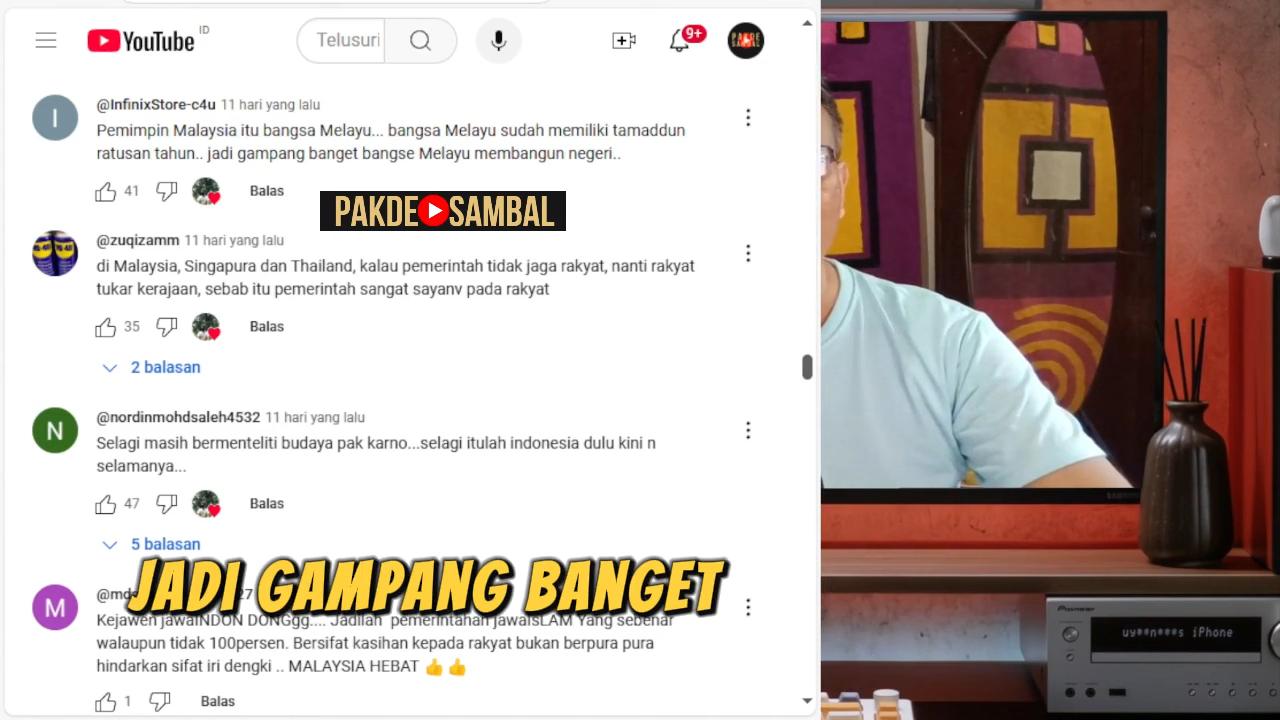 YouTube ID
Telusuri
9+
PAKDE SAMBAL
I
@InfinixStore-c4u 11 hari yang lalu
Pemimpin Malaysia itu bangsa Melayu... bangsa Melayu sudah memiliki tamaddun
ratusan tahun.. jadi gampang banget bangse Melayu membangun negeri..
41 Balas
PAKDE SAMBAL
@zuqizamm 11 hari yang lalu
di Malaysia, Singapura dan Thailand, kalau pemerintah tidak jaga rakyat, nanti rakyat
tukar kerajaan, sebab itu pemerintah sangat sayanv pada rakyat
35 Balas
2 balasan
N
@nordinmohdsaleh4532 11 hari yang lalu
Selagi masih bermenteliti budaya pak karno...selagi itulah indonesia dulu kini n
selamanya...
47 Balas
5 balasan
JADI GAMPANG BANGET
M
Kejawen jawaINDON DONGgg.... Jadilah pemerintahan jawaISLAM Yang sebenar
walaupun tidak 100persen. Bersifat kasihan kepada rakyat bukan berpura pura
hindarkan sifat iri dengki .. MALAYSIA HEBAT 👍👍
1 Balas
Pioneer
uy**n***s iPhone